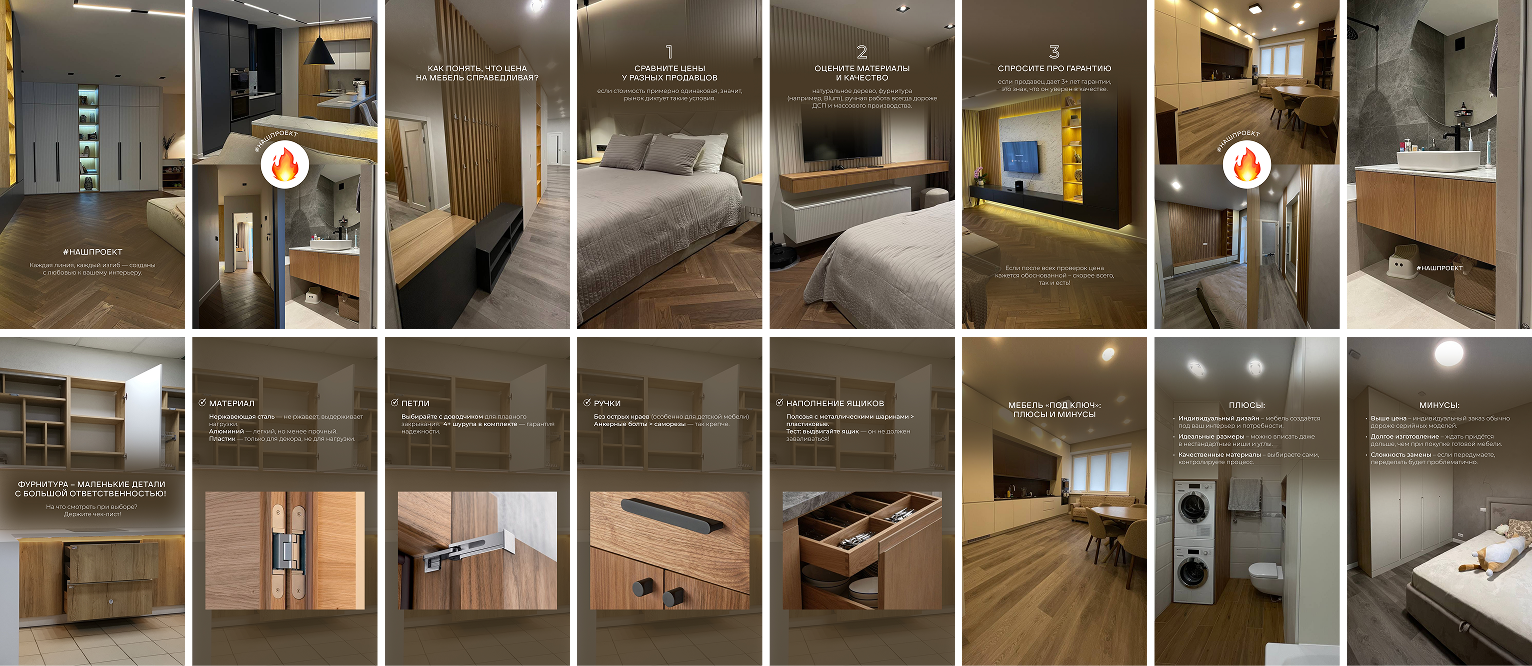 #НАШПРОЕКТ
Каждая линия, каждый изгиб — созданы
с любовью к вашему интерьеру.
#НАШПРОЕКТ
КАК ПОНЯТЬ, ЧТО ЦЕНА
НА МЕБЕЛЬ СПРАВЕДЛИВАЯ?
1
СРАВНИТЕ ЦЕНЫ
У РАЗНЫХ ПРОДАВЦОВ
если стоимость примерно одинаковая, значит,
рынок диктует такие условия.
2
ОЦЕНИТЕ МАТЕРИАЛЫ
И КАЧЕСТВО
натуральное дерево, фурнитура
(например, Blum), ручная работа всегда дороже
ДСП и массового производства.
3
СПРОСИТЕ ПРО ГАРАНТИЮ
если продавец дает 3+ лет гарантии,
это знак, что он уверен в качестве.
Если после всех проверок цена
кажется обоснованной – скорее всего,
так и есть!
#НАШПРОЕКТ
#НАШПРОЕКТ
ФУРНИТУРА – МАЛЕНЬКИЕ ДЕТАЛИ
С БОЛЬШОЙ ОТВЕТСТВЕННОСТЬЮ!
На что смотреть при выборе?
Держите чек-лист!
МАТЕРИАЛ
Нержавеющая сталь — не ржавеет, выдерживает
нагрузки.
Алюминий — легкий, но менее прочный.
Пластик — только для декора, не для нагрузки.
ПЕТЛИ
Выбирайте с доводчиком для плавного
закрывания. 4+ шурупа в комплекте — гарантия
надежности.
РУЧКИ
Без острых краев (особенно для детской мебели)
Анкерные болты > саморезы — так крепче.
НАПОЛНЕНИЕ ЯЩИКОВ
Полозья с металлическими шариками >
пластиковые.
Тест: выдвигайте ящик — он не должен
заваливаться!
МЕБЕЛЬ «ПОД КЛЮЧ»:
ПЛЮСЫ И МИНУСЫ
ПЛЮСЫ:
• Индивидуальный дизайн – мебель создаётся
под ваш интерьер и потребности.
• Идеальные размеры – можно вписать даже
в нестандартные ниши и углы.
• Качественные материалы – выбираете сами,
контролируете процесс.
МИНУСЫ:
• Выше цена – индивидуальный заказ обычно
дороже серийных моделей.
• Долгое изготовление – ждать придётся
дольше, чем при покупке готовой мебели.
• Сложность замены – если передумаете,
переделать будет проблематично.